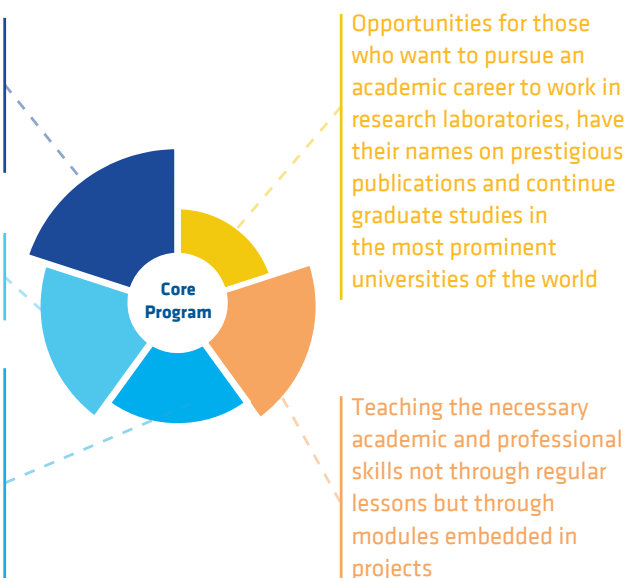 Opportunities for those
who want to pursue an
academic career to work in
research laboratories, have
their names on prestigious
publications and continue
graduate studies in
the most prominent
universities of the world
Core
Program
Teaching the necessary
academic and professional
skills not through regular
lessons but through
modules embedded in
projects